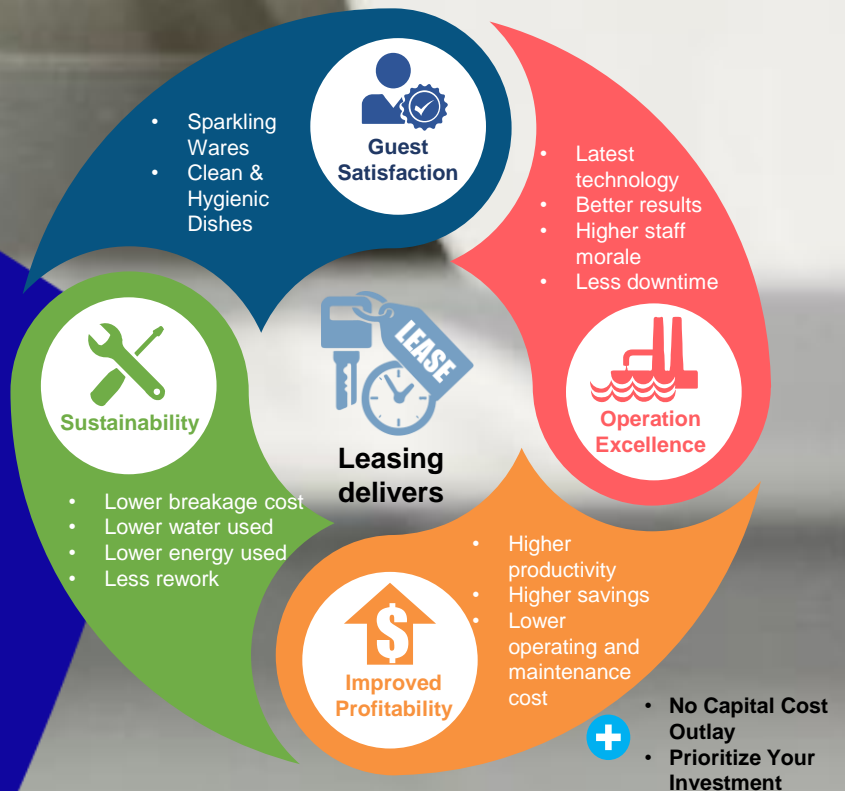 • Sparkling
Wares
• Clean &
Hygienic
Dishes
Guest
Satisfaction
• Latest
technology
• Better results
• Higher staff
morale
• Less downtime
Operation
Excellence
LEASE
Leasing
delivers
Sustainability
• Lower breakage cost
• Lower water used
• Lower energy used
• Less rework
• Higher
productivity
• Higher savings
• Lower
operating and
maintenance
cost
$
Improved
Profitability
• No Capital Cost
Outlay
• Prioritize Your
Investment